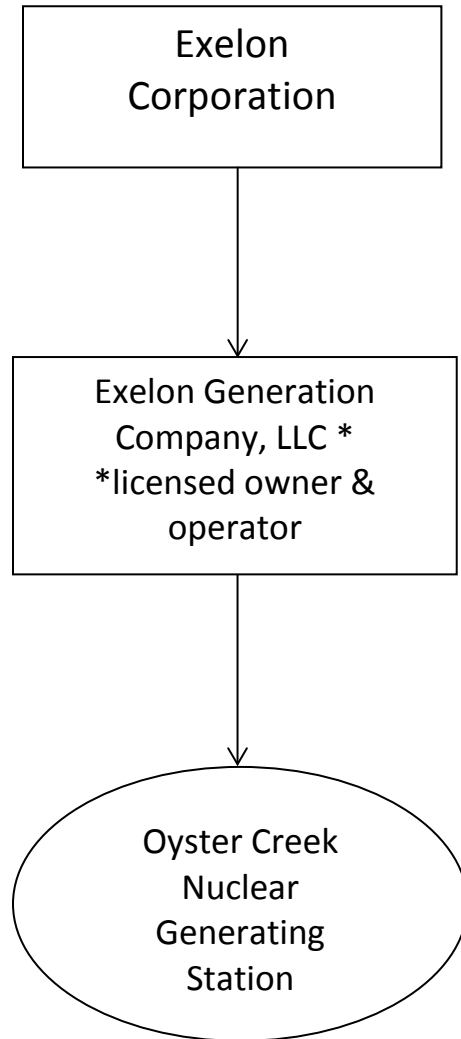 Exelon
Corporation
Exelon Generation
Company, LLC *
*licensed owner &
operator
Oyster Creek
Nuclear
Generating
Station